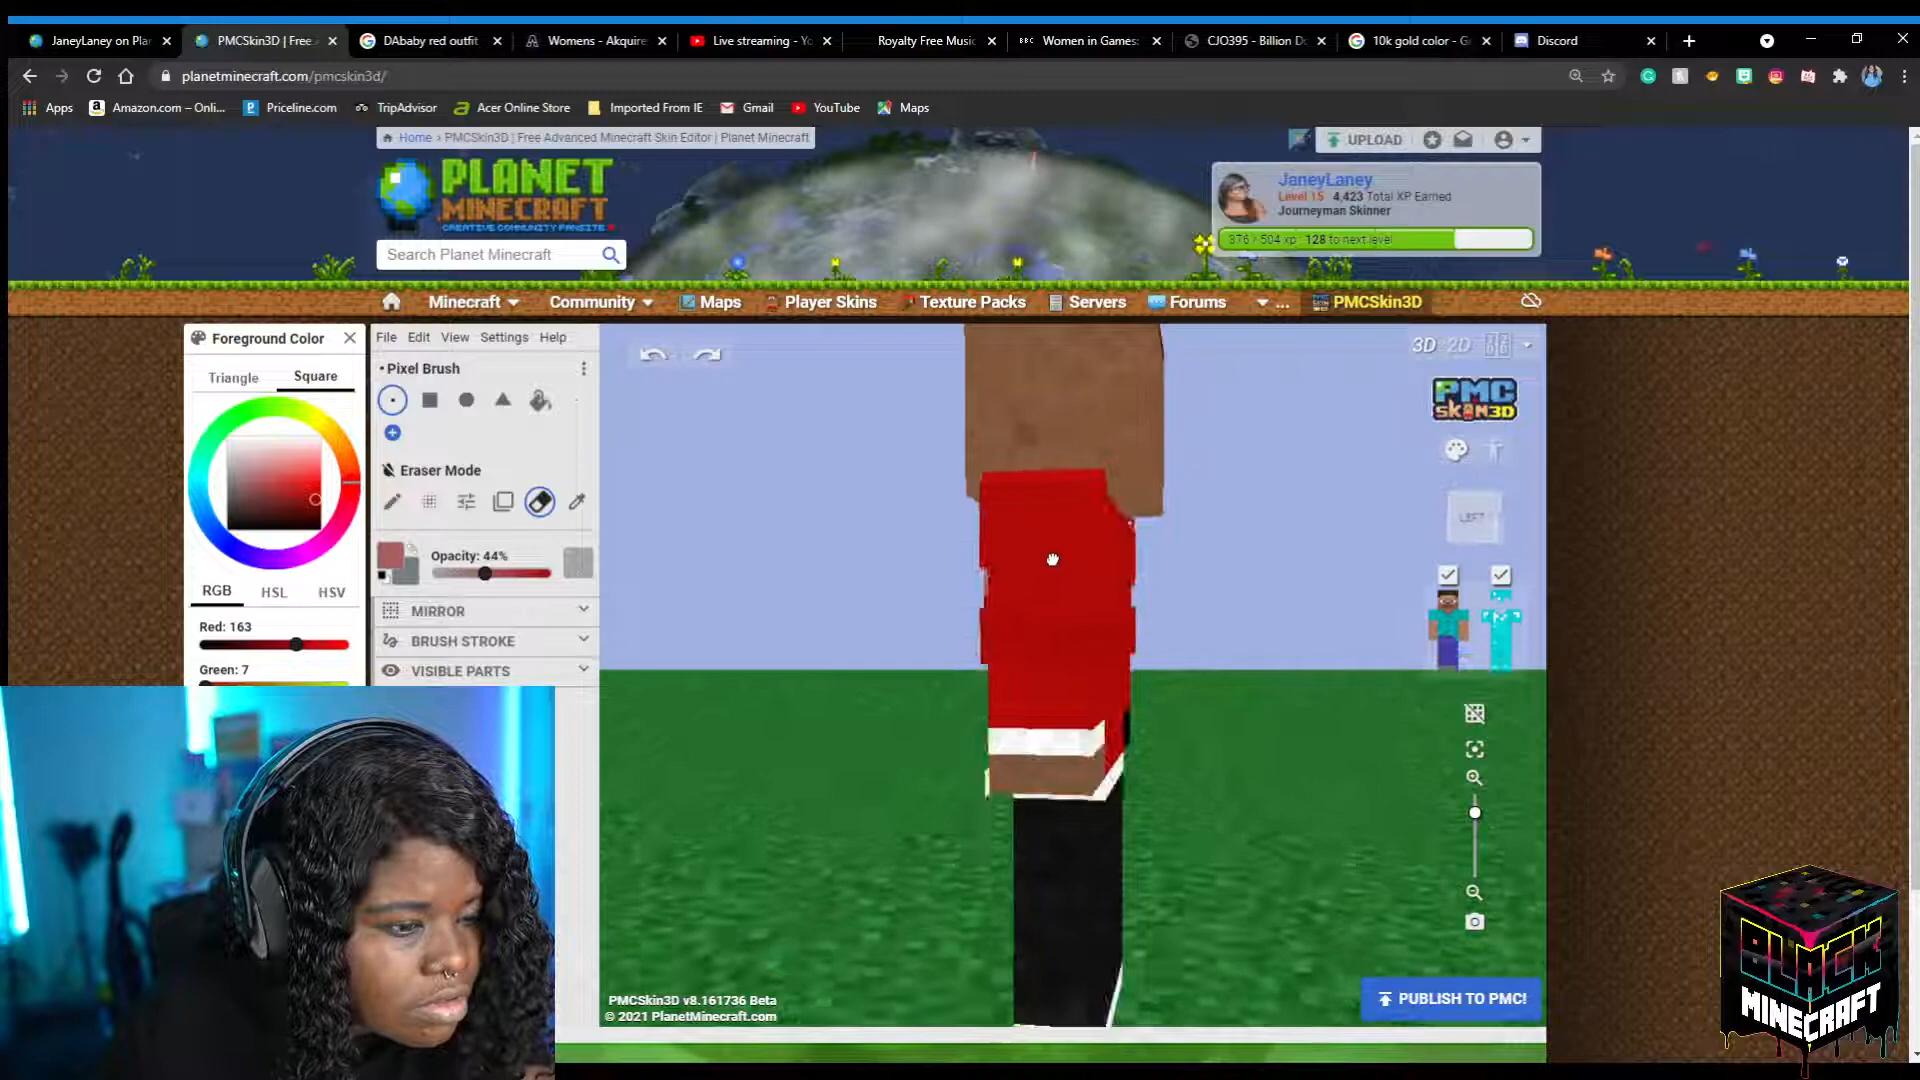 JaneyLaney on Pla
PMCSkin3D | Free
DAbaby red outfit
Womens - Akquire
Live streaming - Yo
Royalty Free Music
BBC Women in Games:
CJO395 - Billion Do
10k gold color - G
Discord
planetminecraft.com/pmcskin3d/
Apps
Amazon.com – Onli...
Priceline.com
TripAdvisor
Acer Online Store
Imported From IE
Gmail
YouTube
Maps
Home › PMCSkin3D | Free Advanced Minecraft Skin Editor | Planet Minecraft
UPLOAD
PLANET
MINECRAFT
CREATIVE COMMUNITY FANSITE
JaneyLaney
Level 15 4,423 Total XP Earned
Journeyman Skinner
376 / 504 xp 128 to next level
Search Planet Minecraft
Minecraft
Community
Maps
Player Skins
Texture Packs
Servers
Forums
...
PMCSkin3D
Foreground Color
Triangle
Square
RGB
HSL
HSV
Red: 163
Green: 7
File Edit View Settings Help
Pixel Brush
Eraser Mode
Opacity: 44%
MIRROR
BRUSH STROKE
VISIBLE PARTS
3D 2D
PMC
SKIN3D
LEFT
PMCSkin3D v8.161736 Beta
© 2021 PlanetMinecraft.com
PUBLISH TO PMC!
BLACK
MINECRAFT